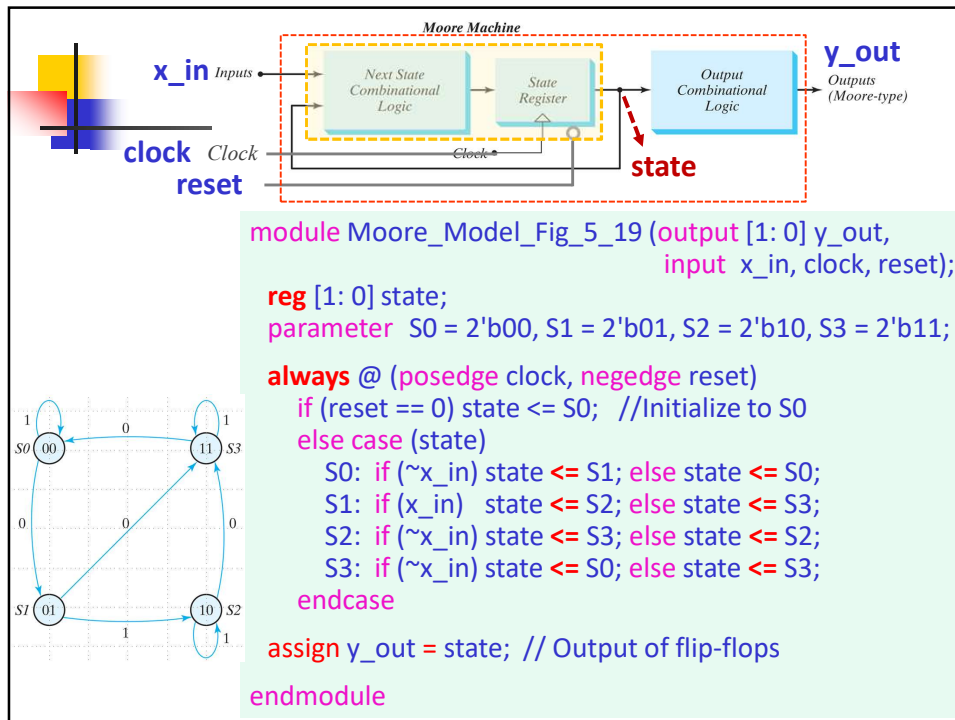 Moore Machine
x_in Inputs
Next State
Combinational
Logic
State
Register
Output
Combinational
Logic
y_out
Outputs
(Moore-type)
clock Clock
Clock
reset
state
module Moore_Model_Fig_5_19 (output [1: 0] y_out,
input x_in, clock, reset);
reg [1: 0] state;
parameter S0 = 2'b00, S1 = 2'b01, S2 = 2'b10, S3 = 2'b11;
always @ (posedge clock, negedge reset)
if (reset == 0) state <= S0; //Initialize to S0
else case (state)
S0: if (~x_in) state <= S1; else state <= S0;
S1: if (x_in) state <= S2; else state <= S3;
S2: if (~x_in) state <= S3; else state <= S2;
S3: if (~x_in) state <= S0; else state <= S3;
endcase
assign y_out = state; // Output of flip-flops
endmodule
1
1
0
S0 00
11 S3
0
0
0
S1 01
10 S2
1
1